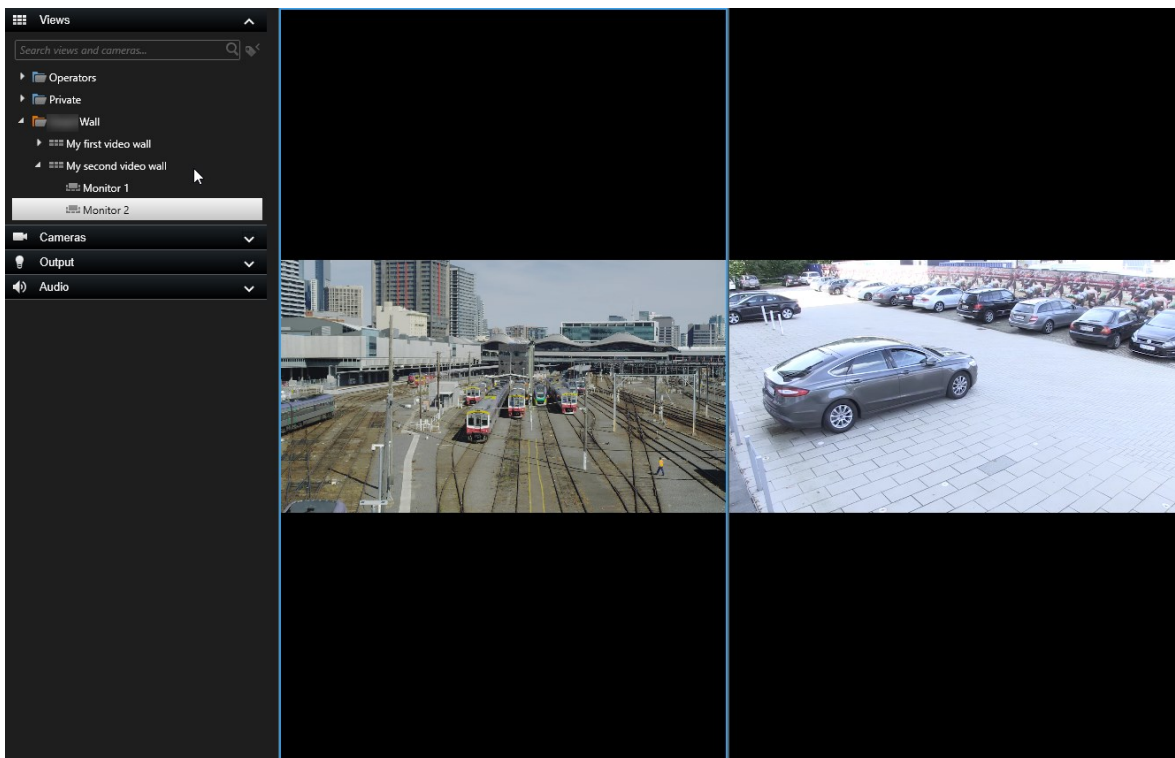 Views
Search views and cameras...
Operators
Private
Wall
My first video wall
My second video wall
Monitor 1
Monitor 2
Cameras
Output
Audio